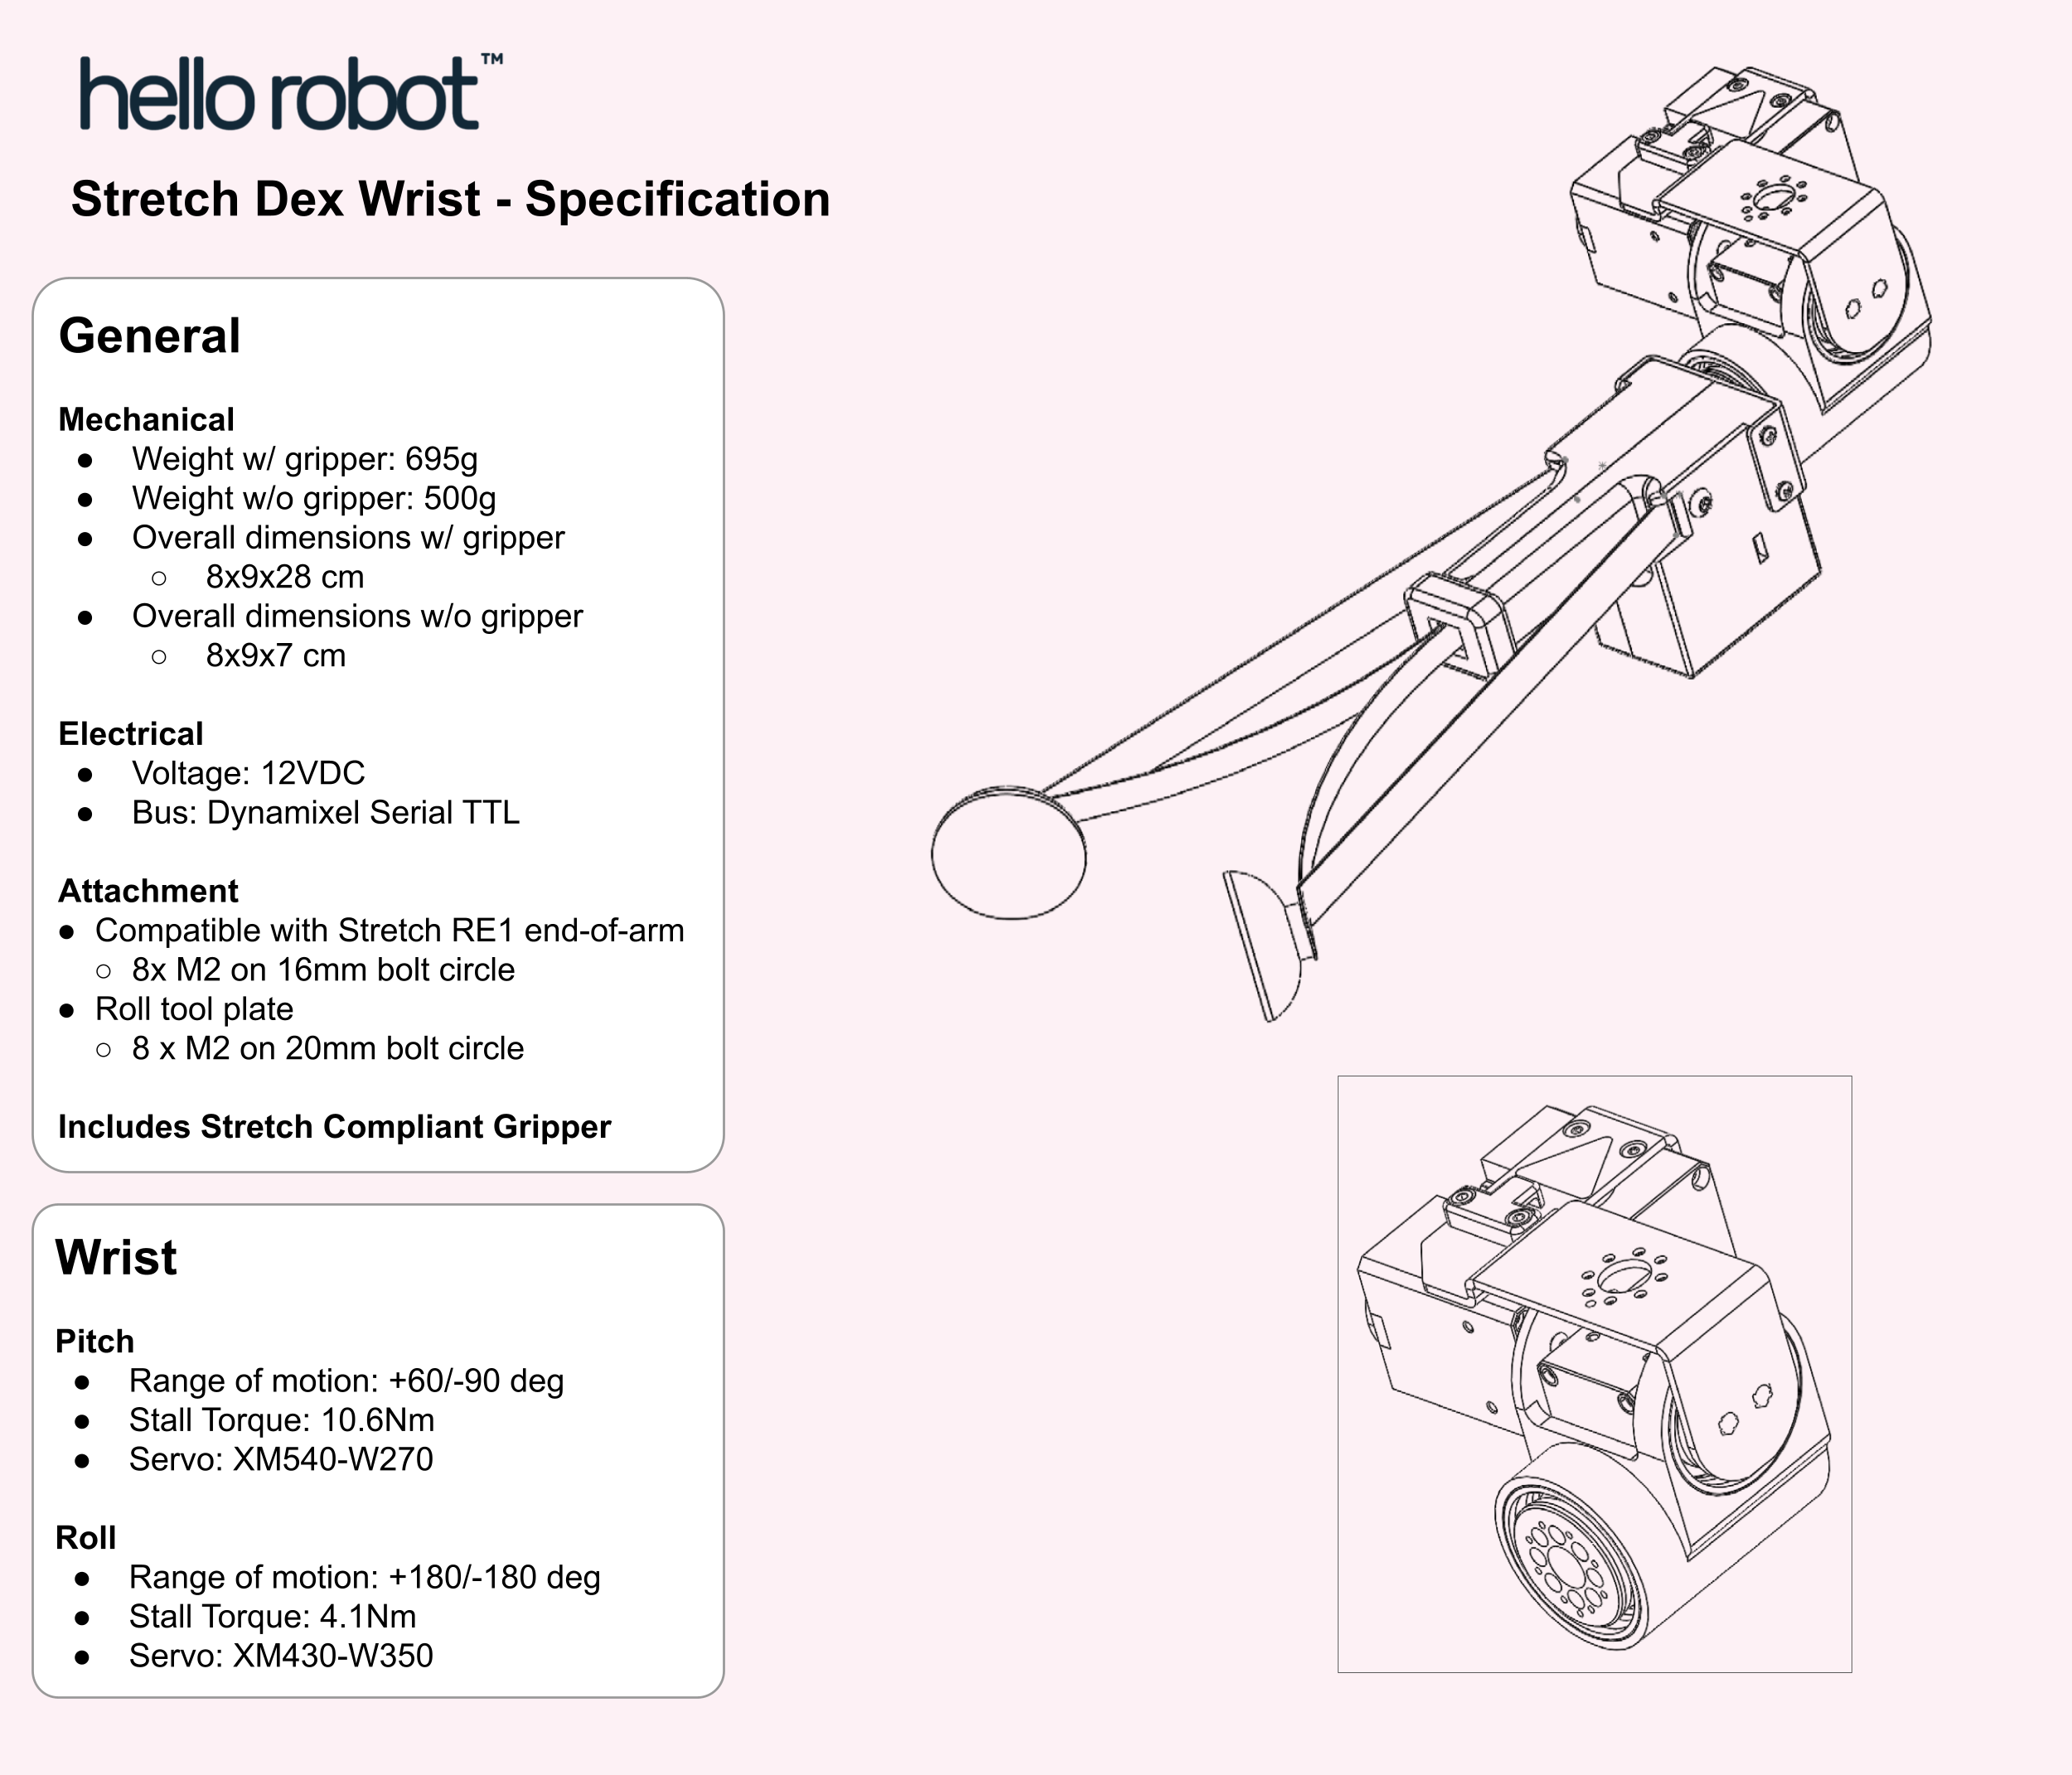 hello robot™
Stretch Dex Wrist - Specification
General
Mechanical
● Weight w/ gripper: 695g
● Weight w/o gripper: 500g
● Overall dimensions w/ gripper
○ 8x9x28 cm
● Overall dimensions w/o gripper
○ 8x9x7 cm
Electrical
● Voltage: 12VDC
● Bus: Dynamixel Serial TTL
Attachment
● Compatible with Stretch RE1 end-of-arm
○ 8x M2 on 16mm bolt circle
● Roll tool plate
○ 8 x M2 on 20mm bolt circle
Includes Stretch Compliant Gripper
Wrist
Pitch
● Range of motion: +60/-90 deg
● Stall Torque: 10.6Nm
● Servo: XM540-W270
Roll
● Range of motion: +180/-180 deg
● Stall Torque: 4.1Nm
● Servo: XM430-W350